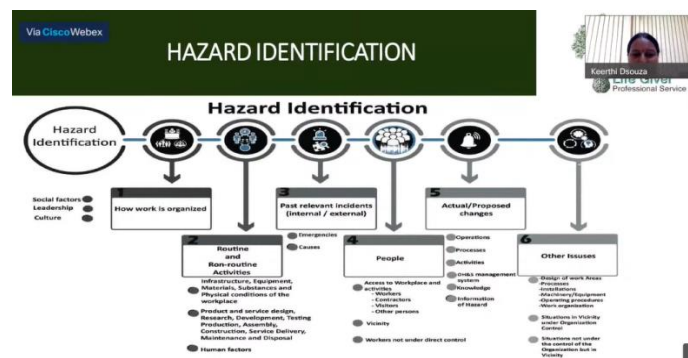 Via CiscoWebex
HAZARD IDENTIFICATION
Keerthi Dsouza
Life Giver
Professional Service
Hazard Identification
Hazard
Identification
Social factors
Leadership
Culture
1
How work is organized
2
Routine
and
Ron-routine
Activities
Infrastructure, Equipment,
Materials, Substances and
Physical conditions of the
workplace
Product and service design,
Research, Development, Testing
Production, Assembly,
Construction, Service Delivery,
Maintenance and Disposal
Human factors
3
Past relevant incidents
(internal / external)
Emergencies
Causes
4
People
Access to Workplace and
activities
- Workers
- Contractors
- Visitors
- Other persons
Vicinity
Workers not under direct control
5
Actual/Proposed
changes
Operations
Processes
Activities
OH&S management
system
Knowledge
Information
of Hazard
6
Other Issuses
-Design of work Areas
-Processes
-Installations
-Machinery/Equipment
-Operating procedures
-Work organization
Situations in Vicinity
under Organization
Control
Situations not under
the control of the
Organization but in
Vicinity